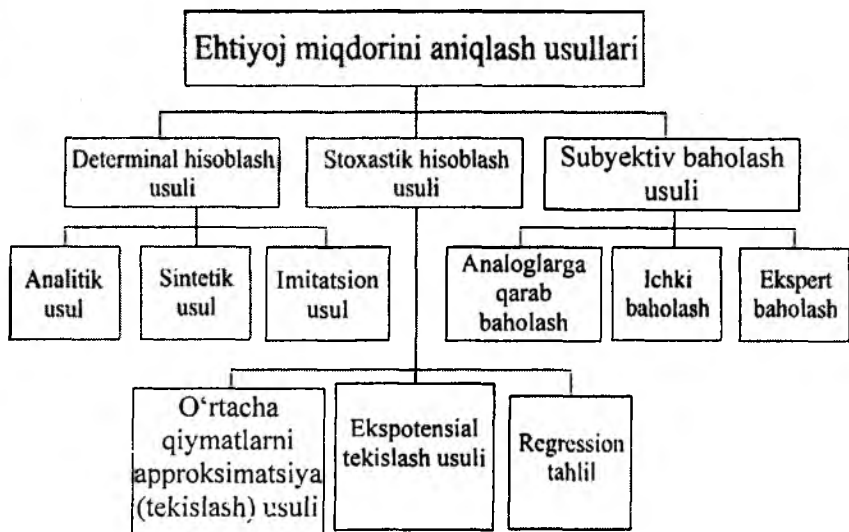 Ehtiyoj miqdorini aniqlash usullari
Determinal hisoblash
usuli
Stoxastik hisoblash
usuli
Subyektiv baholash
usuli
Analitik
usul
Sintetik
usul
Imitatsion
usul
Analoglarga
qarab
baholash
Ichki
baholash
Ekspert
baholash
O‘rtacha
qiymatlarni
approksimatsiya
(tekislash) usuli
Ekspotensial
tekislash usuli
Regression
tahlil